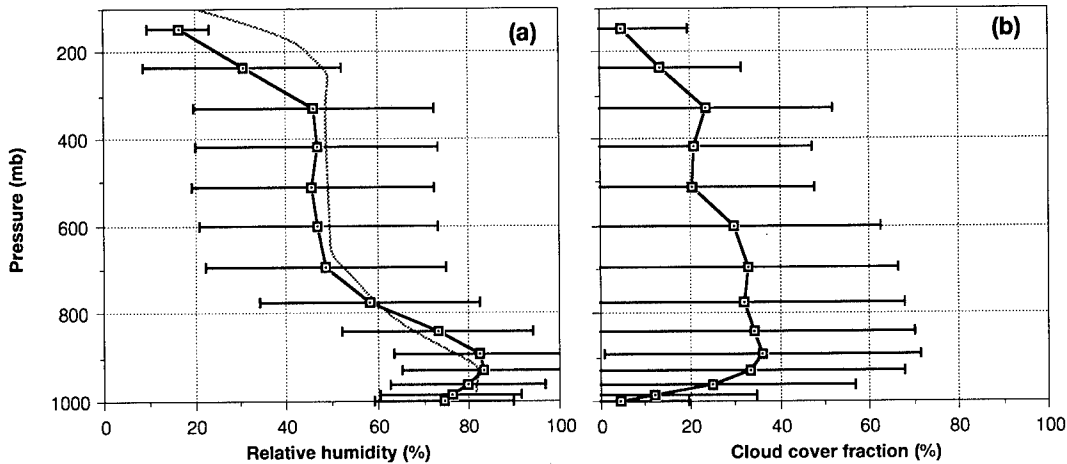 (a)
200
400
600
800
1000
Pressure (mb)
0 20 40 60 80 100
Relative humidity (%)
(b)
0 20 40 60 80 100
Cloud cover fraction (%)